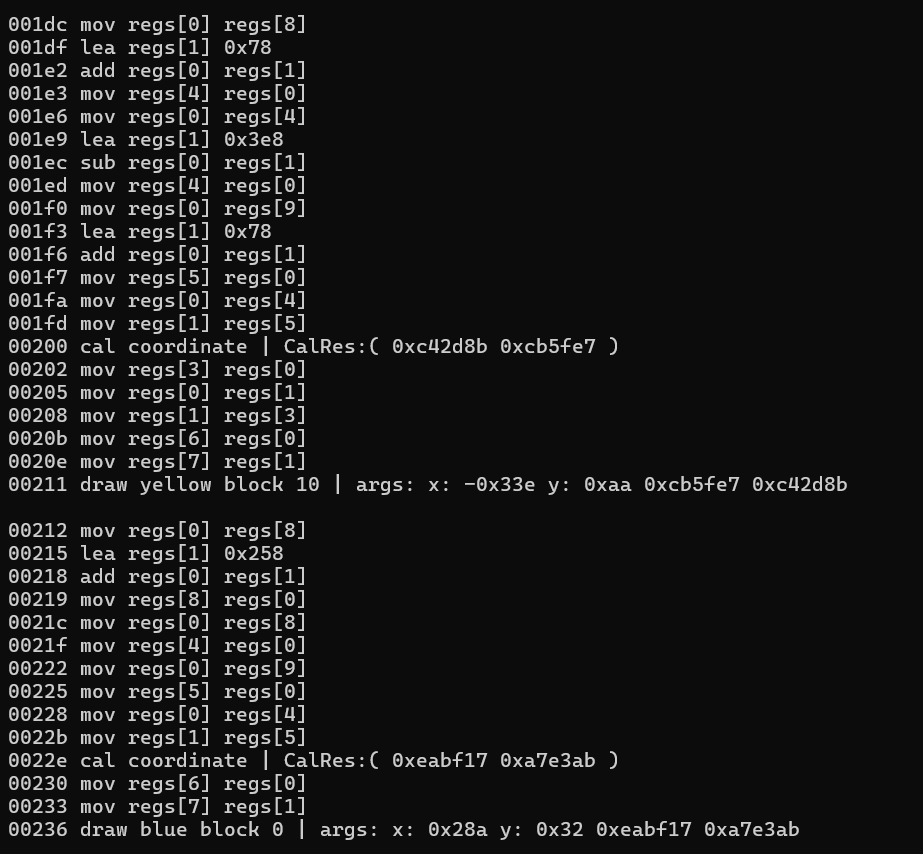 001dc mov regs[0] regs[8]
001df lea regs[1] 0x78
001e2 add regs[0] regs[1]
001e3 mov regs[4] regs[0]
001e6 mov regs[0] regs[4]
001e9 lea regs[1] 0x3e8
001ec sub regs[0] regs[1]
001ed mov regs[4] regs[0]
001f0 mov regs[0] regs[9]
001f3 lea regs[1] 0x78
001f6 add regs[0] regs[1]
001f7 mov regs[5] regs[0]
001fa mov regs[0] regs[4]
001fd mov regs[1] regs[5]
00200 cal coordinate | CalRes:( 0xc42d8b 0xcb5fe7 )
00202 mov regs[3] regs[0]
00205 mov regs[0] regs[1]
00208 mov regs[1] regs[3]
0020b mov regs[6] regs[0]
0020e mov regs[7] regs[1]
00211 draw yellow block 10 | args: x: -0x33e y: 0xaa 0xcb5fe7 0xc42d8b
00212 mov regs[0] regs[8]
00215 lea regs[1] 0x258
00218 add regs[0] regs[1]
00219 mov regs[8] regs[0]
0021c mov regs[0] regs[8]
0021f mov regs[4] regs[0]
00222 mov regs[0] regs[9]
00225 mov regs[5] regs[0]
00228 mov regs[0] regs[4]
0022b mov regs[1] regs[5]
0022e cal coordinate | CalRes:( 0xeabf17 0xa7e3ab )
00230 mov regs[6] regs[0]
00233 mov regs[7] regs[1]
00236 draw blue block 0 | args: x: 0x28a y: 0x32 0xeabf17 0xa7e3ab